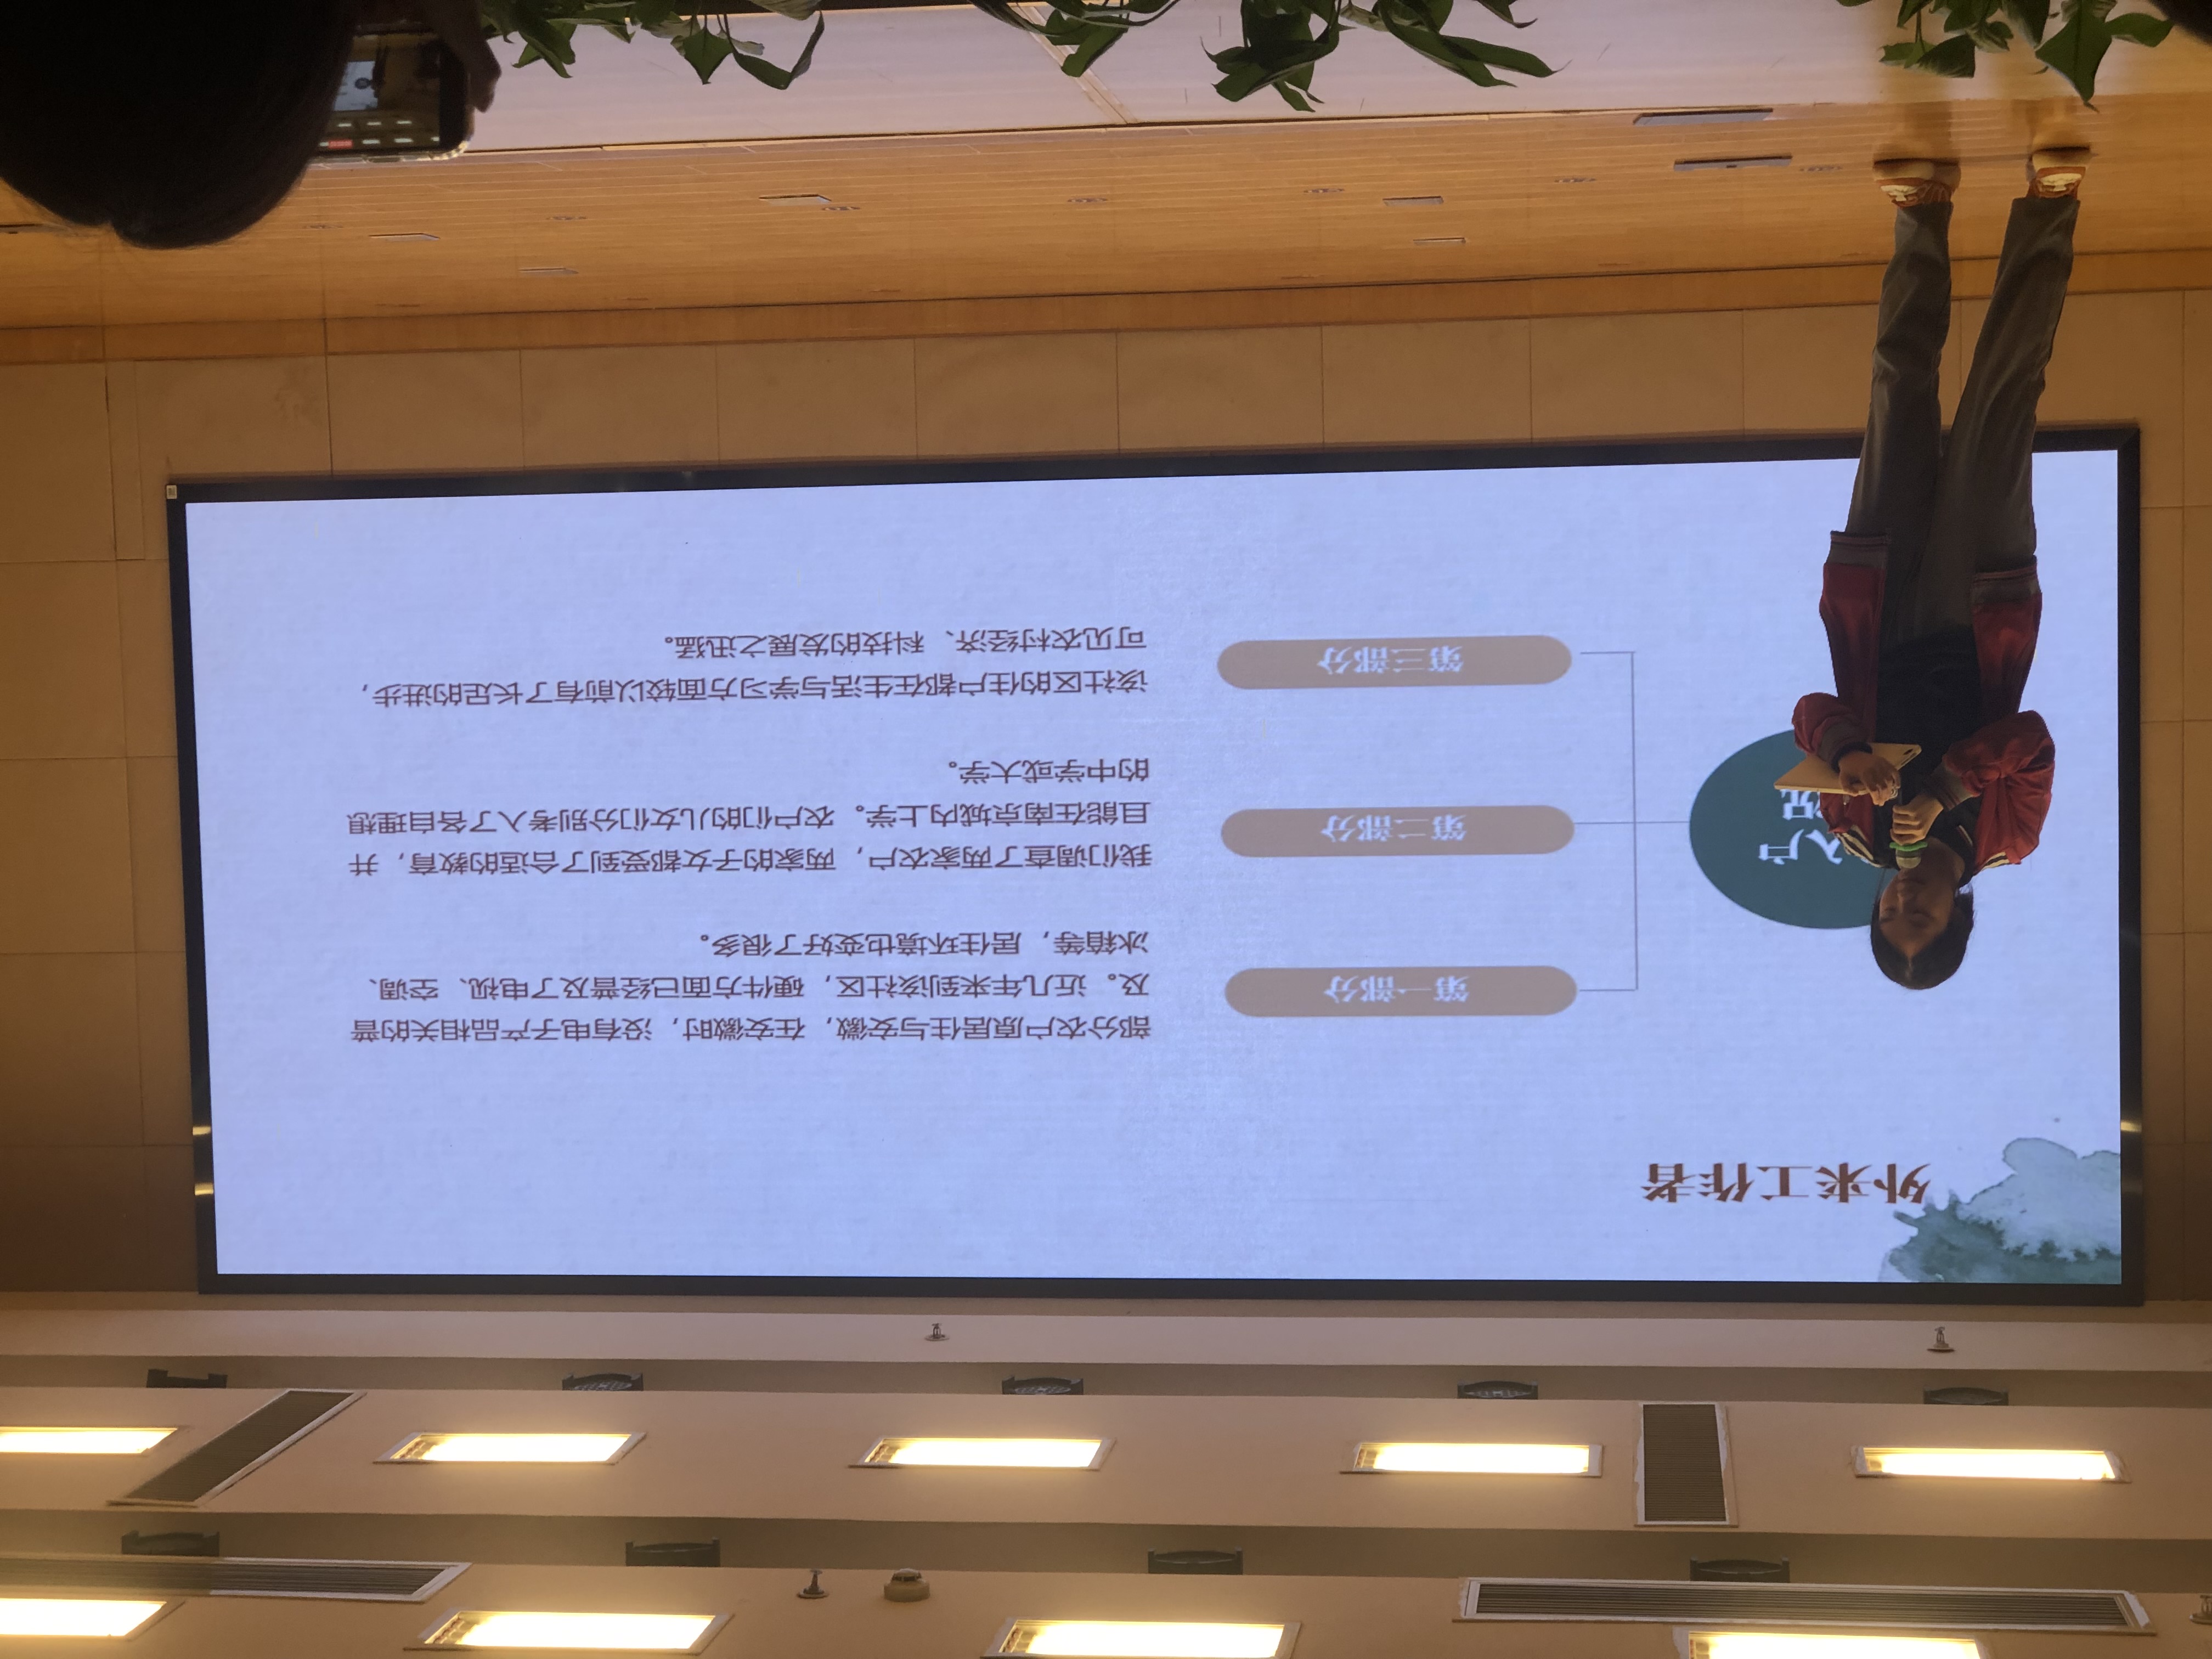 外来工作者
入户
况
第一部分
部分农户原居住与安徽，在安徽时，没有电子产品相关的普
及。近几年来到该社区，硬件方面已经普及了电视、空调、
冰箱等，居住环境也变好了很多。
第二部分
我们调查了两家农户，两家的子女都受到了合适的教育，并
且能在南京城内上学。农户们的儿女们分别考入了各自理想
的中学或大学。
第三部分
该社区的住户都在生活与学习方面较以前有了长足的进步，
可见农村经济、科技的发展之迅猛。